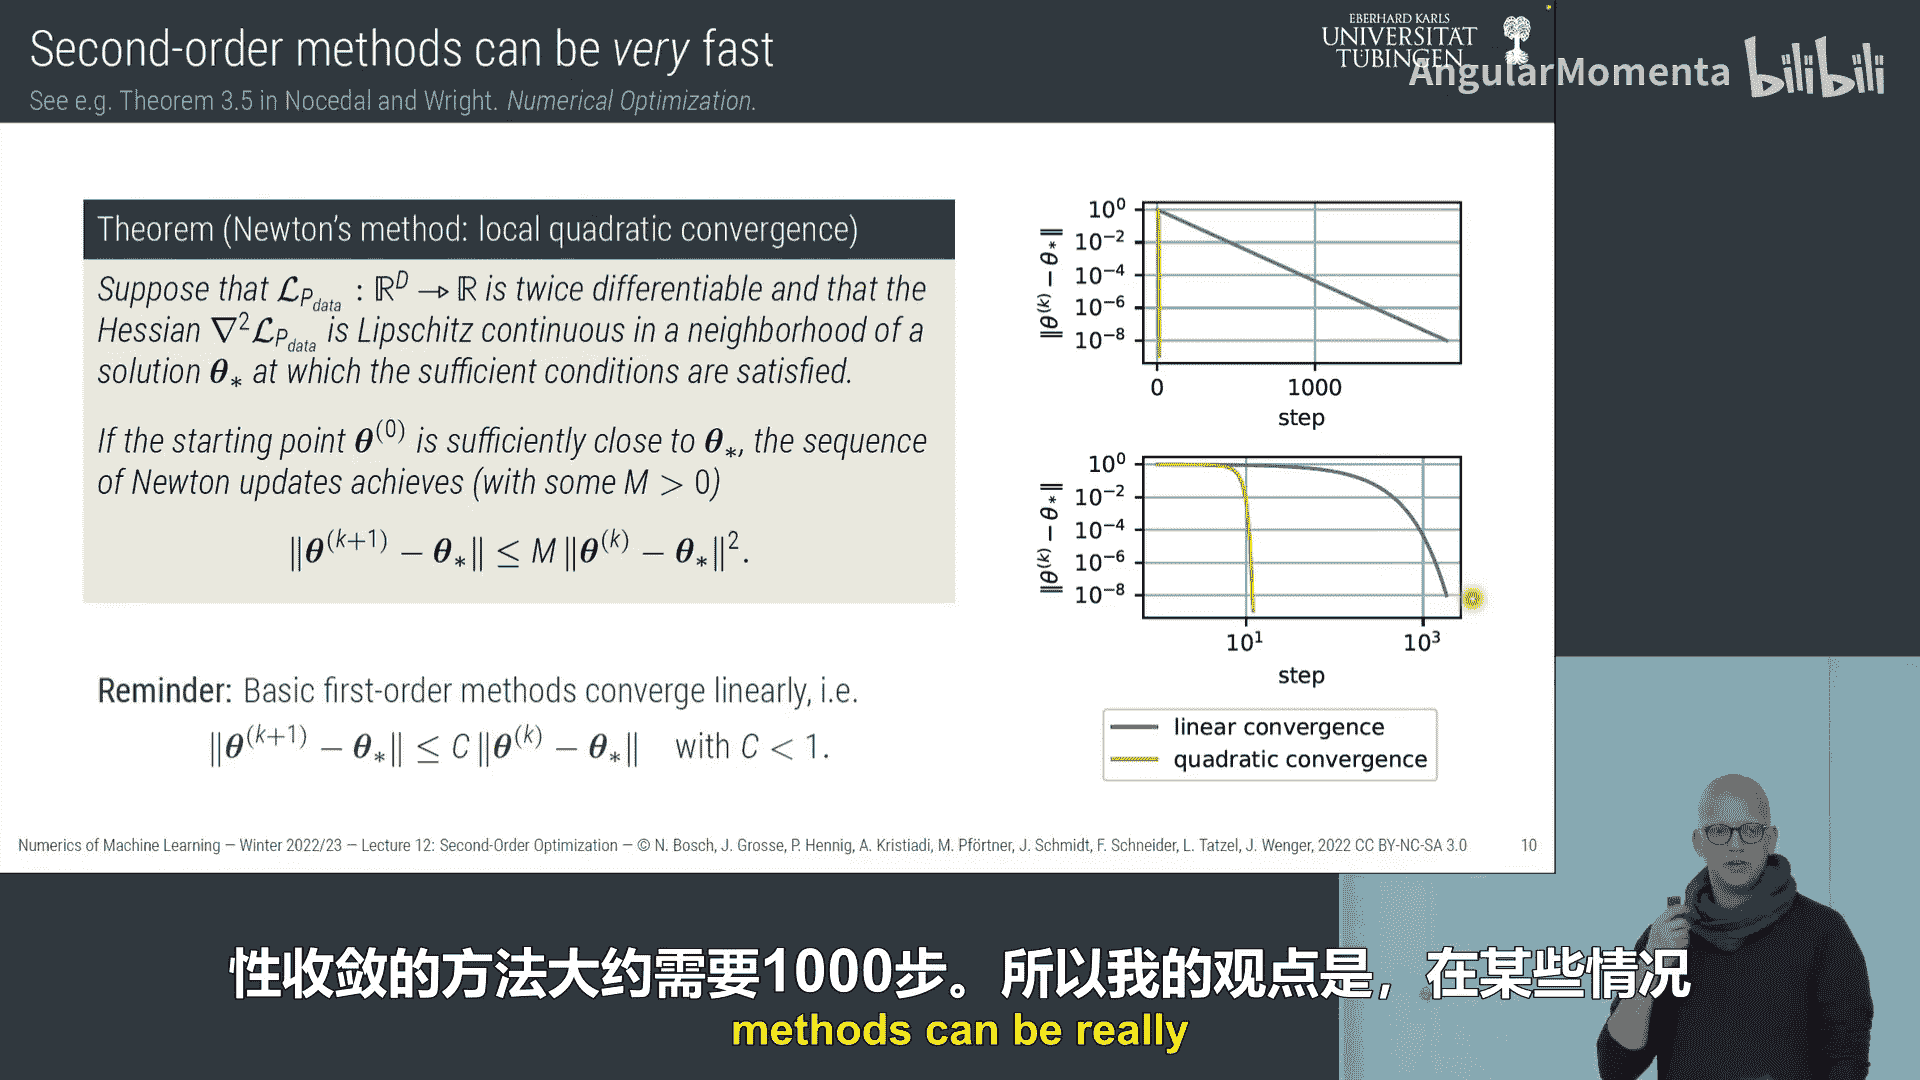 Second-order methods can be very fast
See e.g. Theorem 3.5 in Nocedal and Wright. Numerical Optimization.
EBERHARD KARLS
UNIVERSITÄT
TÜBINGEN
AngularMomenta bilibili
Theorem (Newton's method: local quadratic convergence)
Suppose that ℒ_{P_{data}} : ℝ^D → ℝ is twice differentiable and that the
Hessian ∇²ℒ_{P_{data}} is Lipschitz continuous in a neighborhood of a
solution θ_* at which the sufficient conditions are satisfied.
If the starting point θ^{(0)} is sufficiently close to θ_*, the sequence
of Newton updates achieves (with some M > 0)
‖θ^{(k+1)} − θ_*‖ ≤ M ‖θ^{(k)} − θ_*‖².
Reminder: Basic first-order methods converge linearly, i.e.
‖θ^{(k+1)} − θ_*‖ ≤ C ‖θ^{(k)} − θ_*‖ with C < 1.
‖θ^{(k)} − θ_*‖
10^0
10^{-2}
10^{-4}
10^{-6}
10^{-8}
0 1000
step
‖θ^{(k)} − θ_*‖
10^0
10^{-2}
10^{-4}
10^{-6}
10^{-8}
10^1 10^3
step
linear convergence
quadratic convergence
Numerics of Machine Learning — Winter 2022/23 — Lecture 12: Second-Order Optimization — © N. Bosch, J. Grosse, P. Hennig, A. Kristiadi, M. Pförtner, J. Schmidt, F. Schneider, L. Tatzel, J. Wenger, 2022 CC BY-NC-SA 3.0 10
性收敛的方法大约需要1000步。所以我的观点是，在某些情况
methods can be really